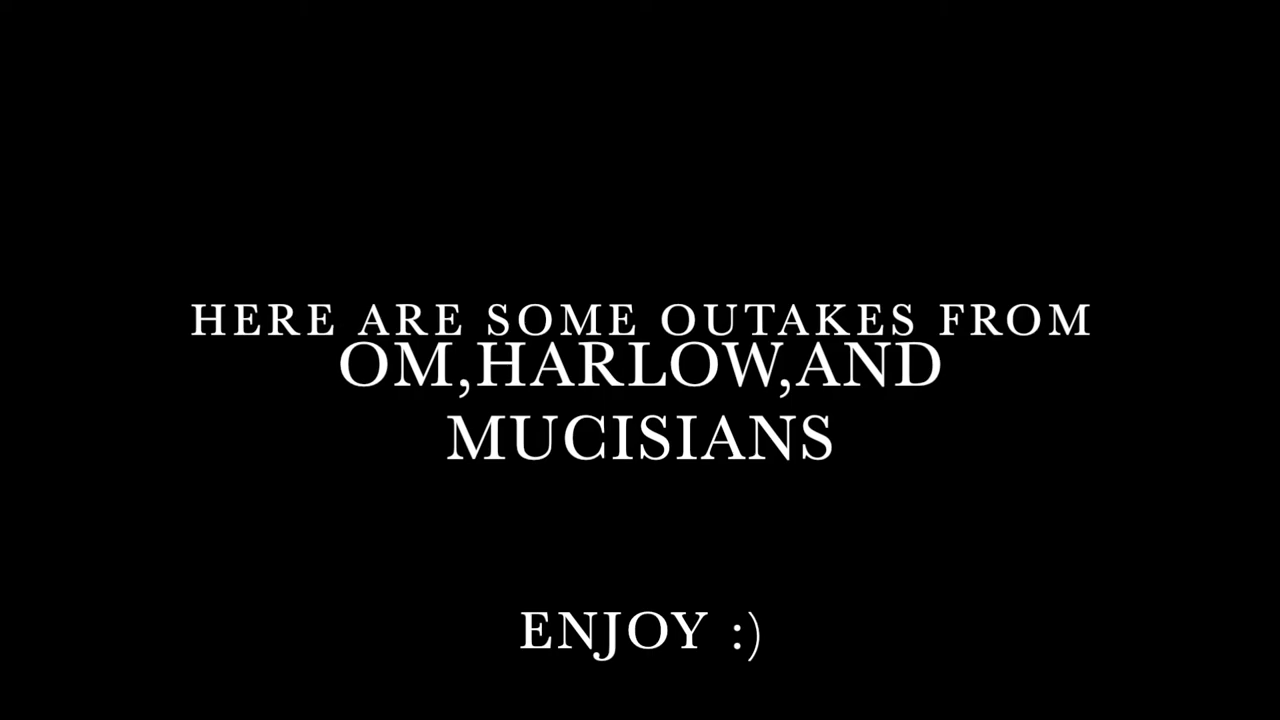 HERE ARE SOME OUTAKES FROM
OM,HARLOW,AND
MUCISIANS
ENJOY :)